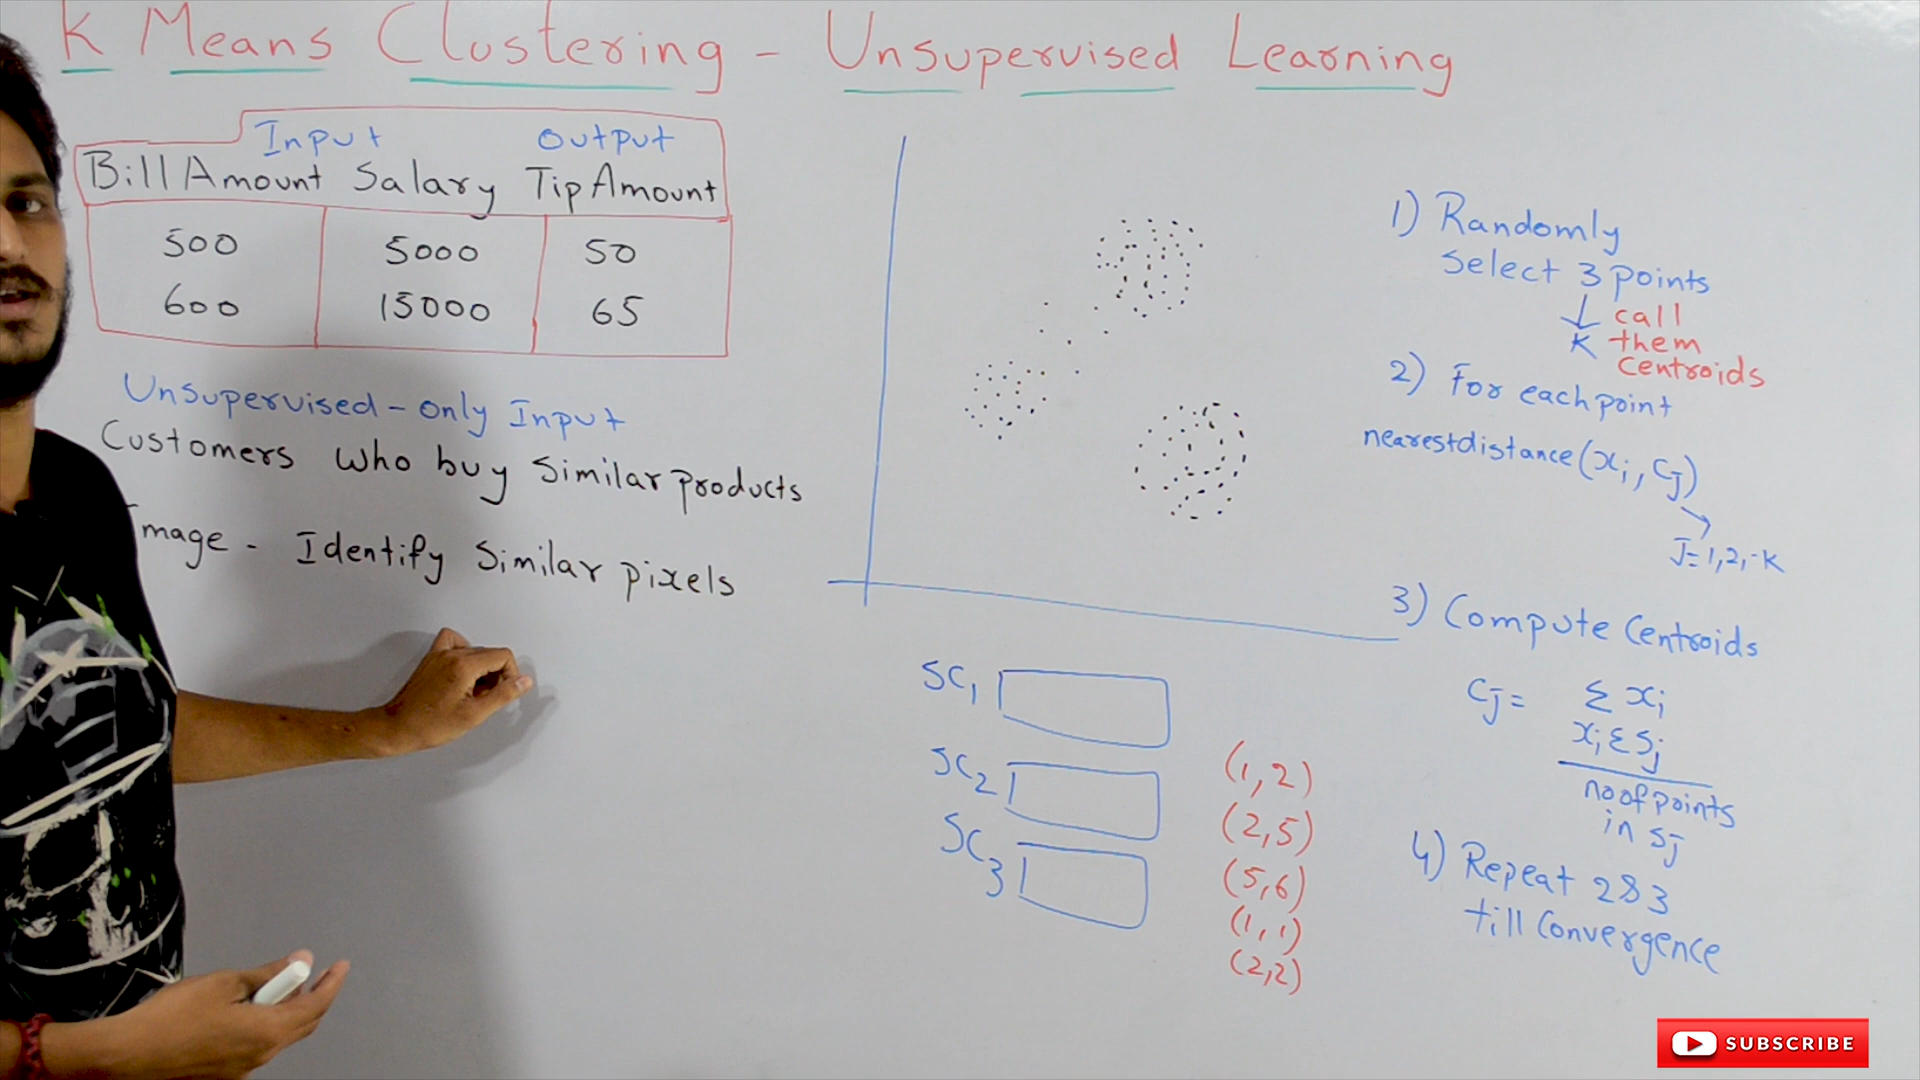 K Means Clustering - Unsupervised Learning
Input Output
Bill Amount Salary Tip Amount
500 5000 50
600 15000 65
Unsupervised - only Input
Customers who buy similar products
Image - Identify similar pixels
1) Randomly
select 3 points
↓ call
K them
centroids
2) For each point
nearestdistance(xi, cj)
J=1,2,-K
3) Compute Centroids
Cj= Σ xi
xi ε Sj
no of points
in Sj
4) Repeat 2&3
till Convergence
SC1
SC2
SC3
(1,2)
(2,5)
(5,6)
(1,1)
(2,2)
SUBSCRIBE